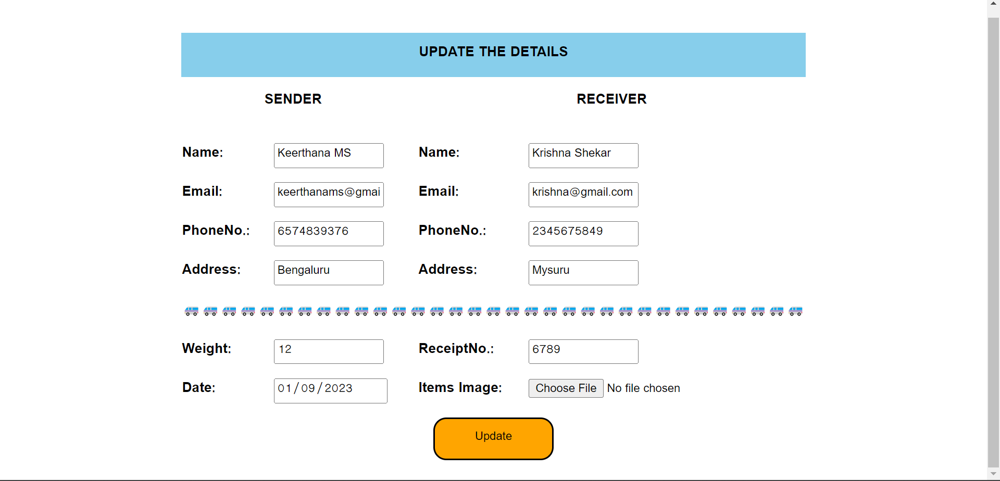 UPDATE THE DETAILS
SENDER RECEIVER
Name: Keerthana MS Name: Krishna Shekar
Email: keerthanams@gmai Email: krishna@gmail.com
PhoneNo.: 6574839376 PhoneNo.: 2345675849
Address: Bengaluru Address: Mysuru
Weight: 12 ReceiptNo.: 6789
Date: 01/09/2023 Items Image: Choose File No file chosen
Update